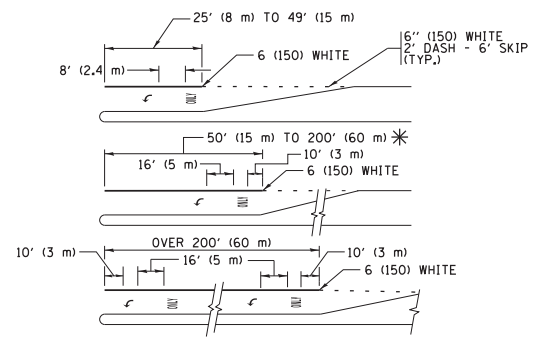 25' (8 m) TO 49' (15 m)
6" (150) WHITE
2' DASH - 6' SKIP
(TYP.)
6 (150) WHITE
8' (2.4 m)
ONLY
50' (15 m) TO 200' (60 m) ✳
16' (5 m)
10' (3 m)
6 (150) WHITE
ONLY
OVER 200' (60 m)
10' (3 m)
16' (5 m)
10' (3 m)
6 (150) WHITE
ONLY
ONLY